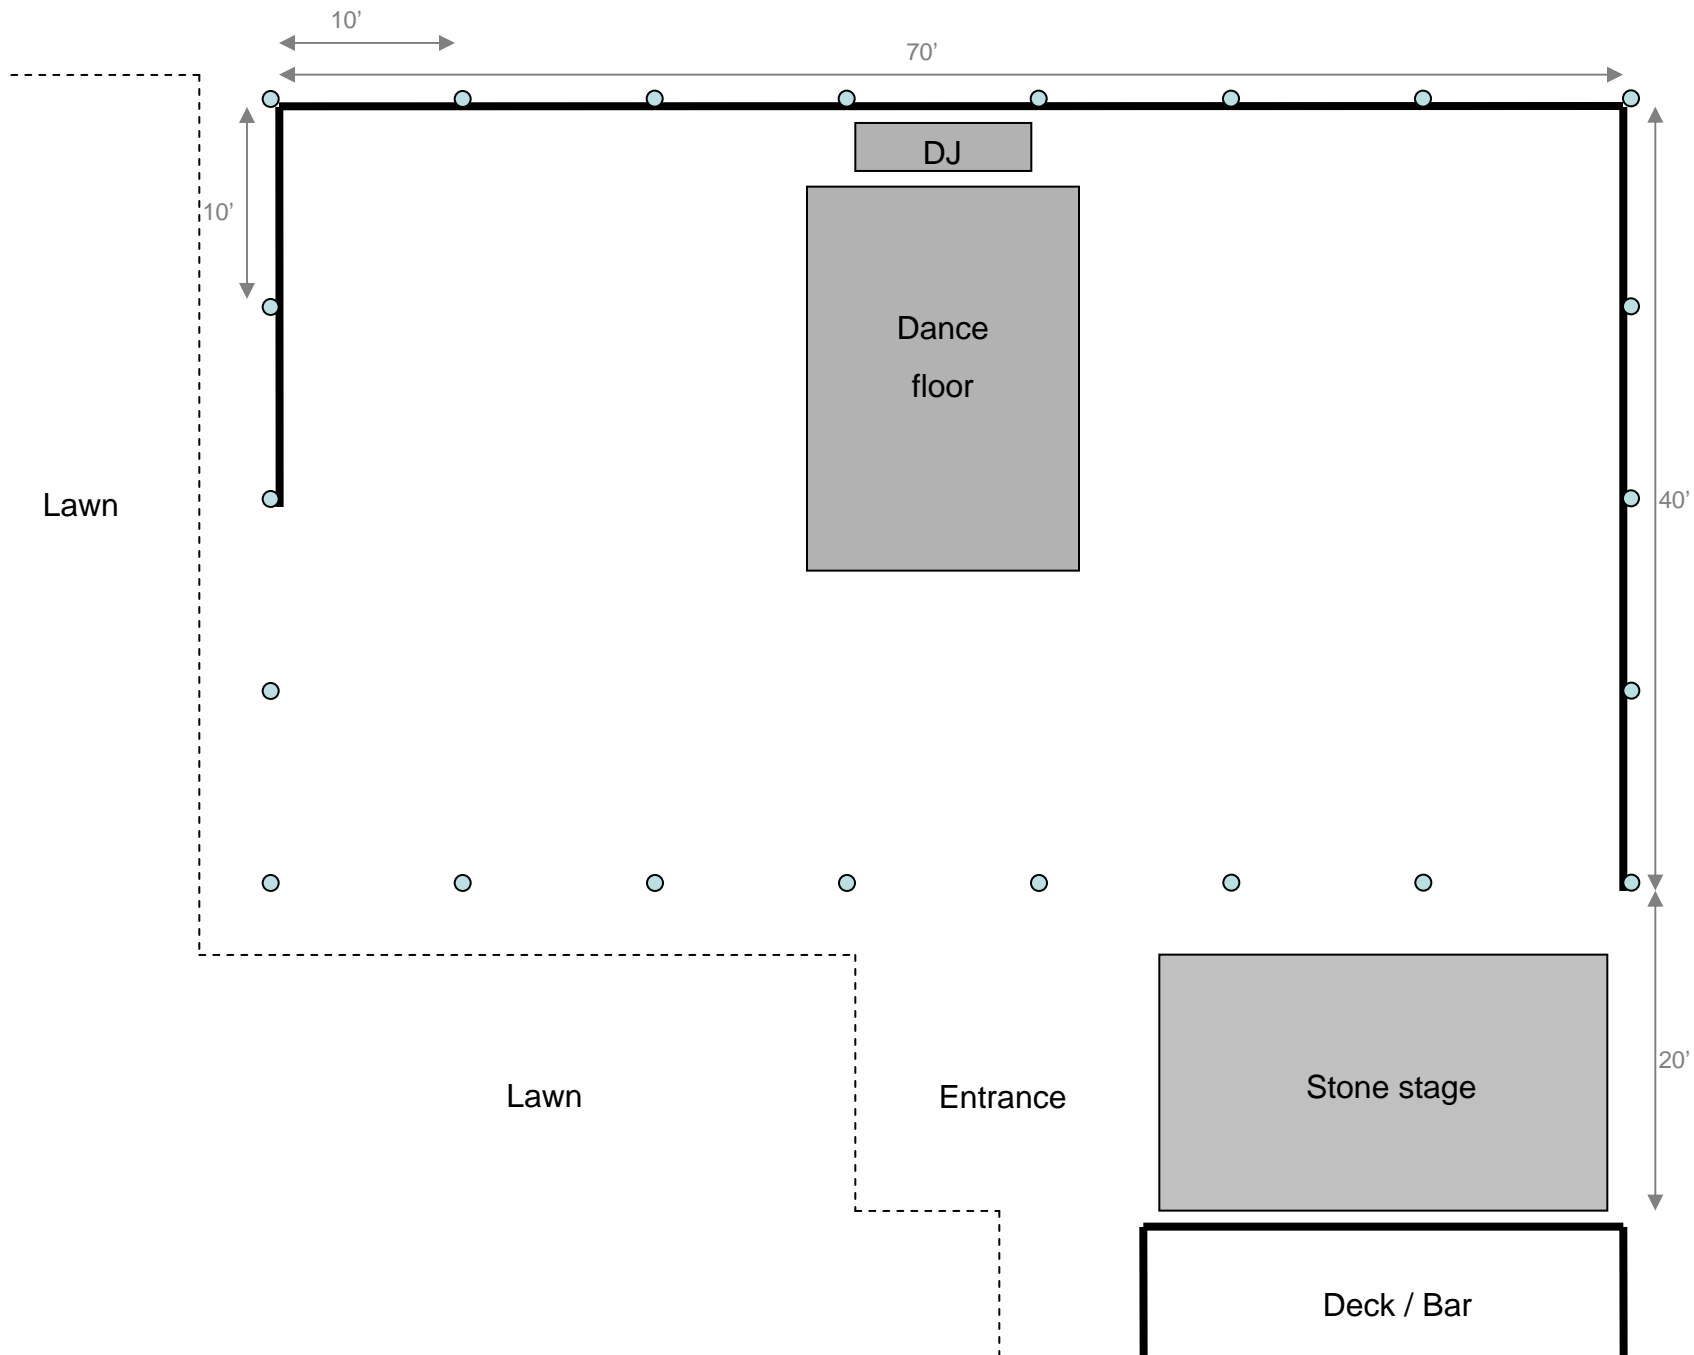 10’
70’
DJ
10’
Dance
floor
Lawn
40’
20’
Stone stage
Lawn
Entrance
Deck / Bar